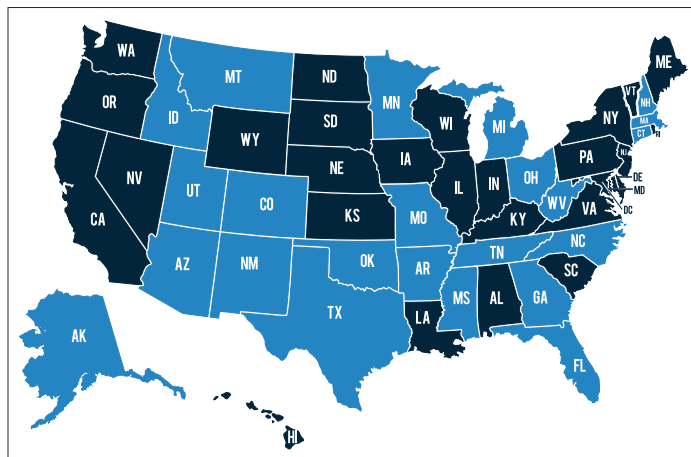 WA
ME
MT
ND
VT
NH
OR
MN
ID
SD
WI
MI
NY
MA
WY
CT
RI
IA
PA
NJ
NE
NV
OH
IN
IL
DE
UT
CO
MD
WV
CA
KS
MO
VA
KY
DC
NC
TN
AZ
NM
OK
AR
SC
MS
AL
GA
TX
LA
AK
FL
HI